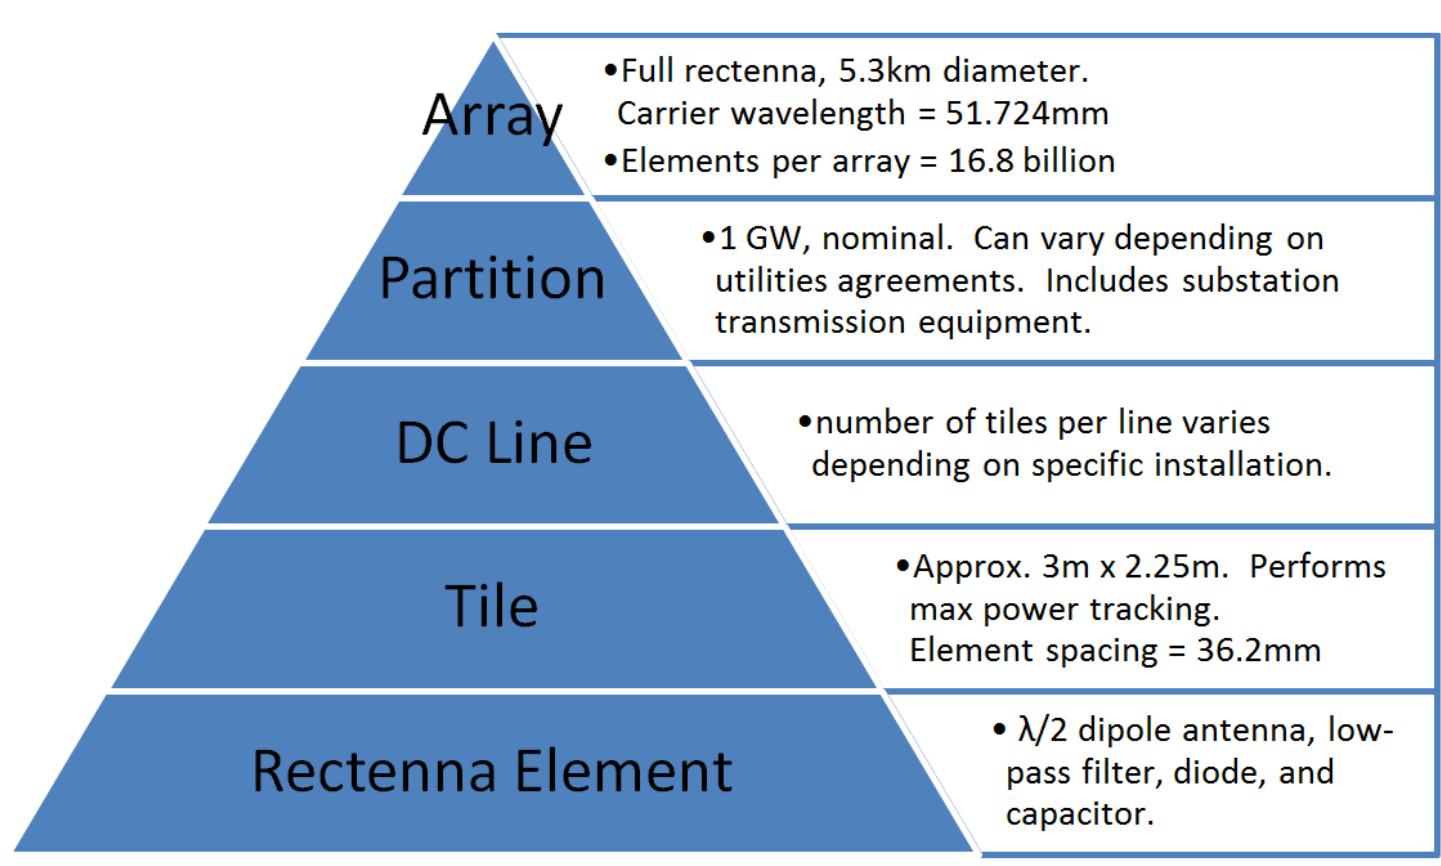 Array
•Full rectenna, 5.3km diameter.
Carrier wavelength = 51.724mm
•Elements per array = 16.8 billion
Partition
•1 GW, nominal.  Can vary depending on
utilities agreements.  Includes substation
transmission equipment.
DC Line
•number of tiles per line varies
depending on specific installation.
Tile
•Approx. 3m x 2.25m.  Performs
max power tracking.
Element spacing = 36.2mm
Rectenna Element
• λ/2 dipole antenna, low-
pass filter, diode, and
capacitor.